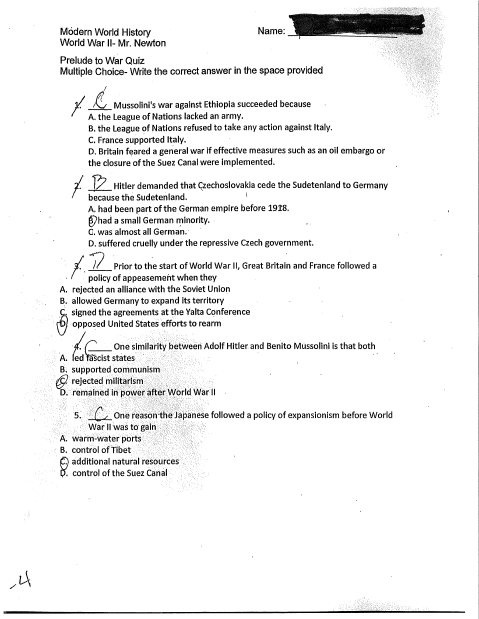 Modern World History
Name:
World War II- Mr. Newton
Prelude to War Quiz
Multiple Choice- Write the correct answer in the space provided
1. C Mussolini's war against Ethiopia succeeded because
A. the League of Nations lacked an army.
B. the League of Nations refused to take any action against Italy.
C. France supported Italy.
D. Britain feared a general war if effective measures such as an oil embargo or
the closure of the Suez Canal were implemented.
2. B Hitler demanded that Czechoslovakia cede the Sudetenland to Germany
because the Sudetenland.
A. had been part of the German empire before 1918.
B. had a small German minority.
C. was almost all German.
D. suffered cruelly under the repressive Czech government.
3. D Prior to the start of World War II, Great Britain and France followed a
policy of appeasement when they
A. rejected an alliance with the Soviet Union
B. allowed Germany to expand its territory
C. signed the agreements at the Yalta Conference
D. opposed United States efforts to rearm
4. C One similarity between Adolf Hitler and Benito Mussolini is that both
A. led fascist states
B. supported communism
C. rejected militarism
D. remained in power after World War II
5. C One reason the Japanese followed a policy of expansionism before World
War II was to gain
A. warm-water ports
B. control of Tibet
C. additional natural resources
D. control of the Suez Canal
-4